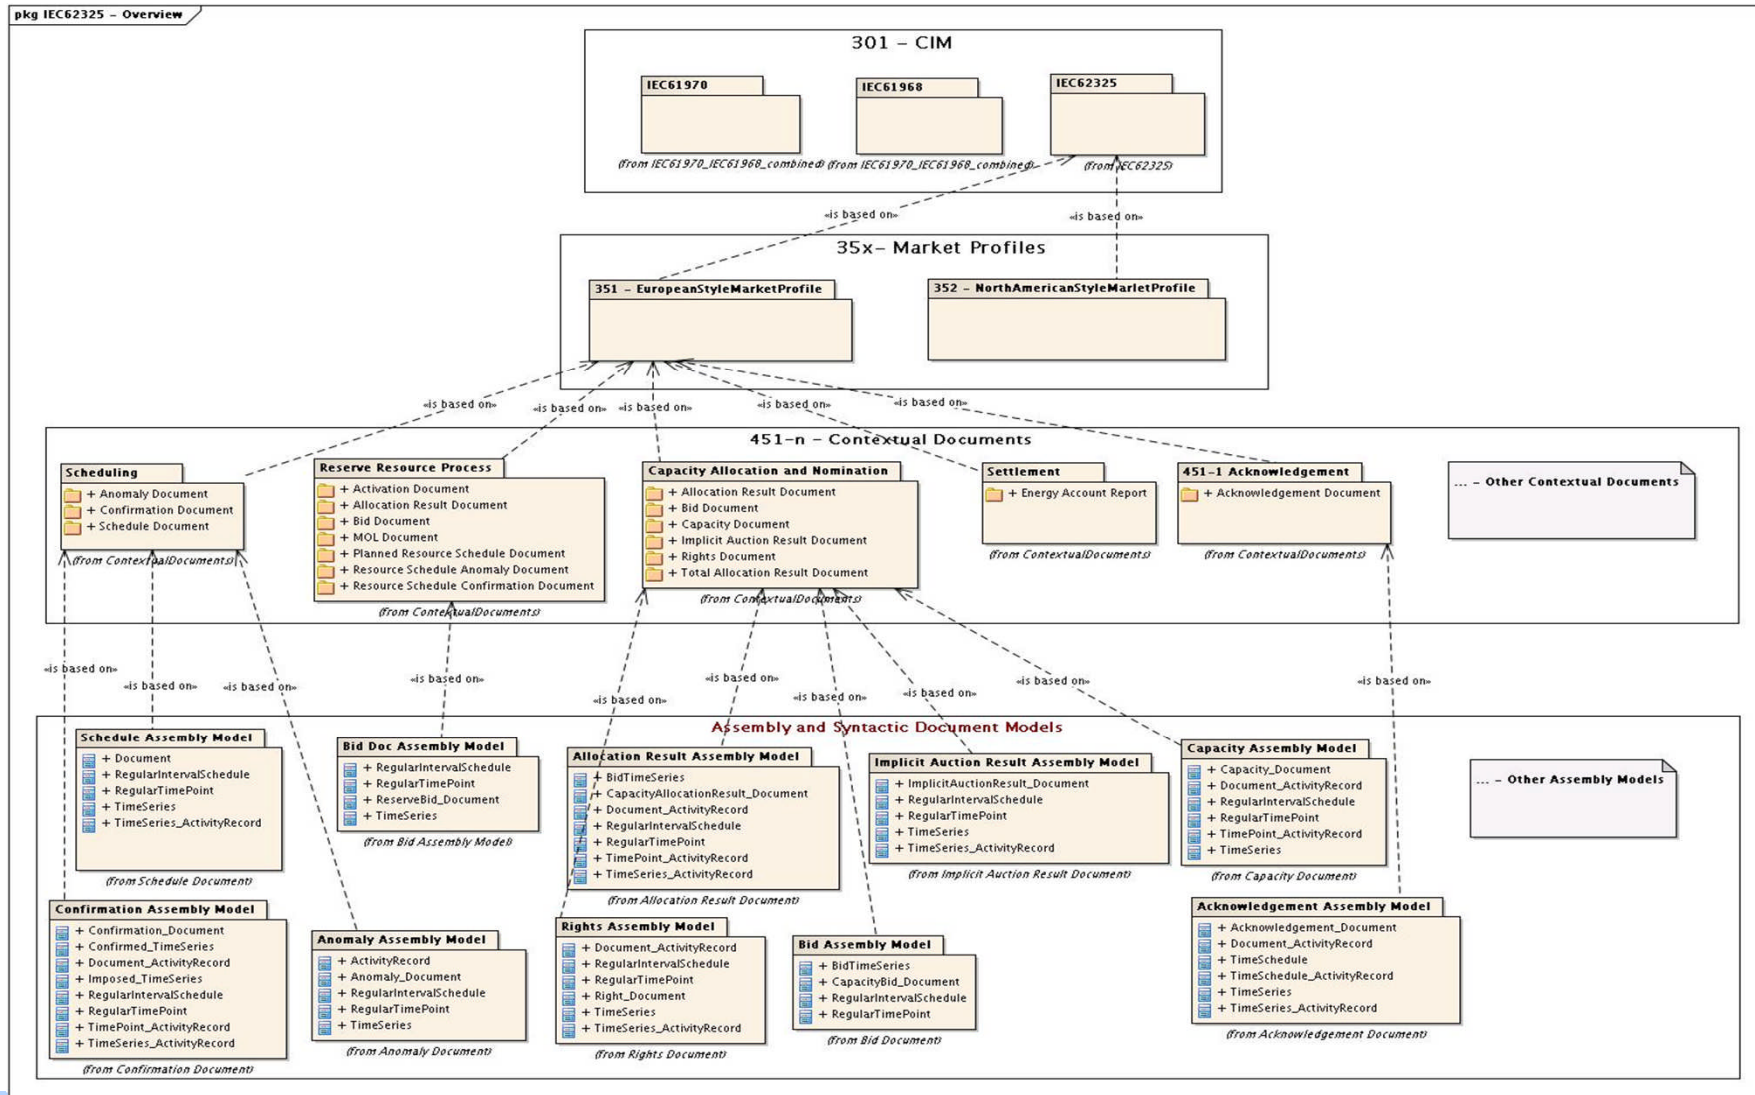 pkg IEC62325 - Overview
301 - CIM
IEC61970
IEC61968
IEC62325
(from IEC61970_IEC61968_combined)
(from IEC61970_IEC61968_combined)
(from IEC62325)
«is based on»
«is based on»
35x- Market Profiles
351 - EuropeanStyleMarketProfile
352 - NorthAmericanStyleMarletProfile
«is based on»
«is based on»
«is based on»
«is based on»
«is based on»
451-n - Contextual Documents
Scheduling
+ Anomaly Document
+ Confirmation Document
+ Schedule Document
(from ContextualDocuments)
Reserve Resource Process
+ Activation Document
+ Allocation Result Document
+ Bid Document
+ MOL Document
+ Planned Resource Schedule Document
+ Resource Schedule Anomaly Document
+ Resource Schedule Confirmation Document
(from ContextualDocuments)
Capacity Allocation and Nomination
+ Allocation Result Document
+ Bid Document
+ Capacity Document
+ Implicit Auction Result Document
+ Rights Document
+ Total Allocation Result Document
(from ContextualDocuments)
Settlement
+ Energy Account Report
(from ContextualDocuments)
451-1 Acknowledgement
+ Acknowledgement Document
(from ContextualDocuments)
... - Other Contextual Documents
«is based on»
«is based on»
«is based on»
«is based on»
«is based on»
«is based on»
«is based on»
«is based on»
«is based on»
«is based on»
Assembly and Syntactic Document Models
Schedule Assembly Model
+ Document
+ RegularIntervalSchedule
+ RegularTimePoint
+ TimeSeries
+ TimeSeries_ActivityRecord
(from Schedule Document)
Bid Doc Assembly Model
+ RegularIntervalSchedule
+ RegularTimePoint
+ ReserveBid_Document
+ TimeSeries
(from Bid Assembly Model)
Allocation Result Assembly Model
+ BidTimeSeries
+ CapacityAllocationResult_Document
+ Document_ActivityRecord
+ RegularIntervalSchedule
+ RegularTimePoint
+ TimePoint_ActivityRecord
+ TimeSeries_ActivityRecord
(from Allocation Result Document)
Implicit Auction Result Assembly Model
+ ImplicitAuctionResult_Document
+ RegularIntervalSchedule
+ RegularTimePoint
+ TimeSeries
+ TimeSeries_ActivityRecord
(from Implicit Auction Result Document)
Capacity Assembly Model
+ Capacity_Document
+ Document_ActivityRecord
+ RegularIntervalSchedule
+ RegularTimePoint
+ TimePoint_ActivityRecord
+ TimeSeries
(from Capacity Document)
... - Other Assembly Models
Confirmation Assembly Model
+ Confirmation_Document
+ Confirmed_TimeSeries
+ Document_ActivityRecord
+ Imposed_TimeSeries
+ RegularIntervalSchedule
+ RegularTimePoint
+ TimePoint_ActivityRecord
+ TimeSeries_ActivityRecord
(from Confirmation Document)
Anomaly Assembly Model
+ ActivityRecord
+ Anomaly_Document
+ RegularIntervalSchedule
+ RegularTimePoint
+ TimeSeries
(from Anomaly Document)
Rights Assembly Model
+ Document_ActivityRecord
+ RegularIntervalSchedule
+ RegularTimePoint
+ Right_Document
+ TimeSeries
+ TimeSeries_ActivityRecord
(from Rights Document)
Bid Assembly Model
+ BidTimeSeries
+ CapacityBid_Document
+ RegularIntervalSchedule
+ RegularTimePoint
(from Bid Document)
Acknowledgement Assembly Model
+ Acknowledgement_Document
+ Document_ActivityRecord
+ TimeSchedule
+ TimeSchedule_ActivityRecord
+ TimeSeries
+ TimeSeries_ActivityRecord
(from Acknowledgement Document)